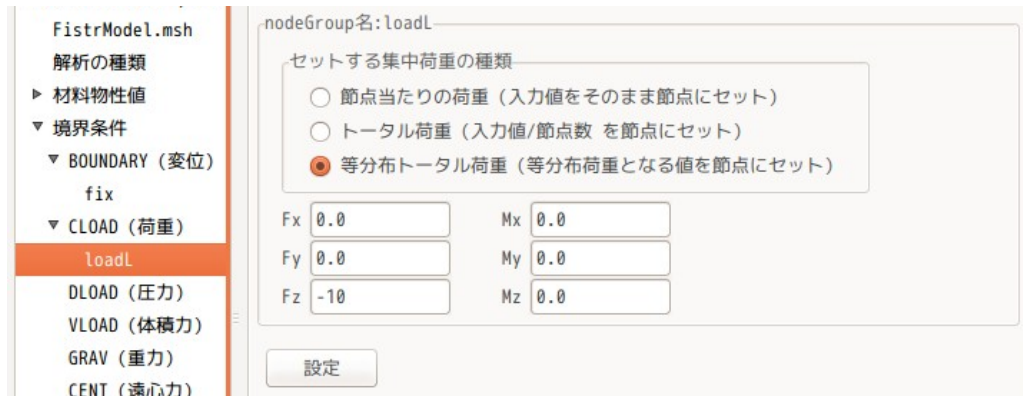 FistrModel.msh
解析の種類
材料物性値
境界条件
BOUNDARY (変位)
fix
CLOAD (荷重)
loadL
DLOAD (圧力)
VLOAD (体積力)
GRAV (重力)
CENT (遠心力)
nodeGroup名:loadL
セットする集中荷重の種類
節点当たりの荷重 (入力値をそのまま節点にセット)
トータル荷重 (入力値/節点数 を節点にセット)
等分布トータル荷重 (等分布荷重となる値を節点にセット)
Fx 0.0 Mx 0.0
Fy 0.0 My 0.0
Fz -10 Mz 0.0
設定